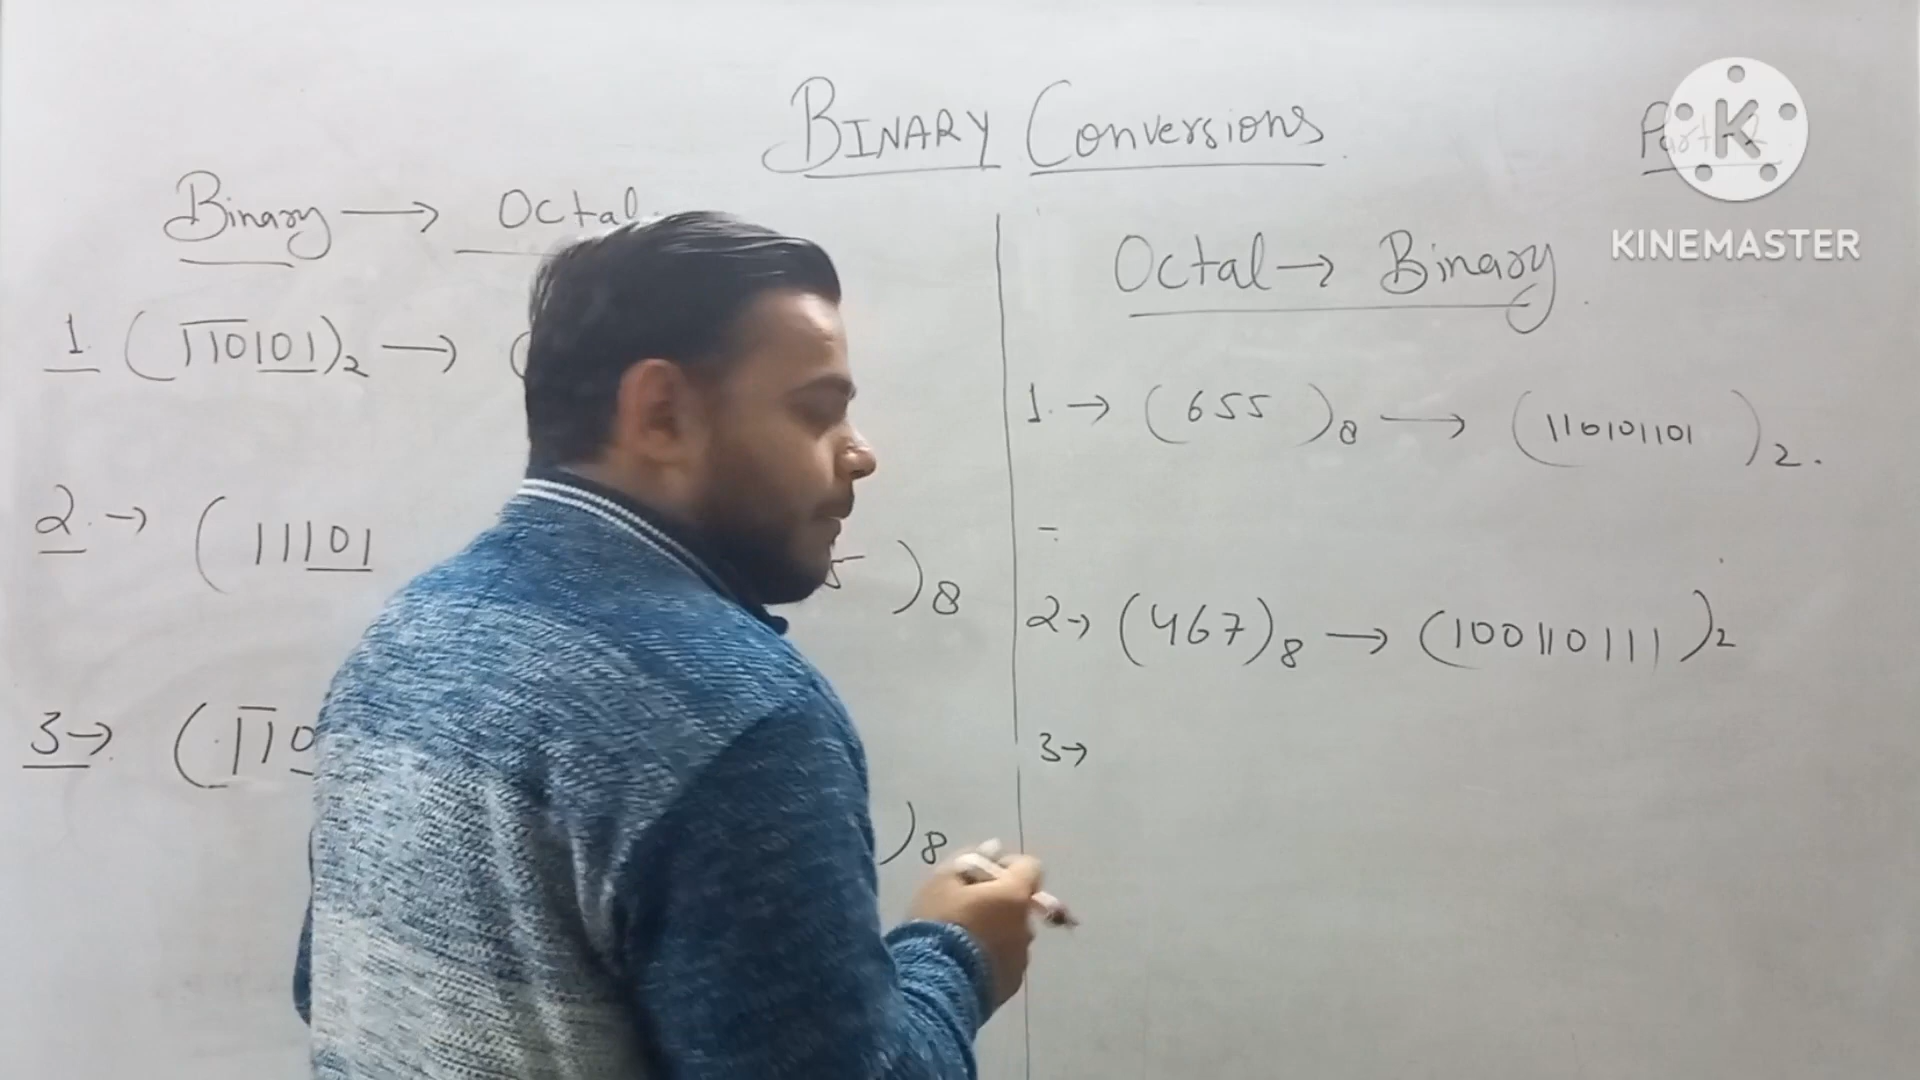 BINARY Conversions
KINEMASTER
Binary → Octal
1. (110101)₂ → (
2. → (11101
5 )₈
3→ (110
)₈
Octal → Binary
1. → (655)₈ → (110101101)₂.
2→ (467)₈ → (100110111)₂
3→